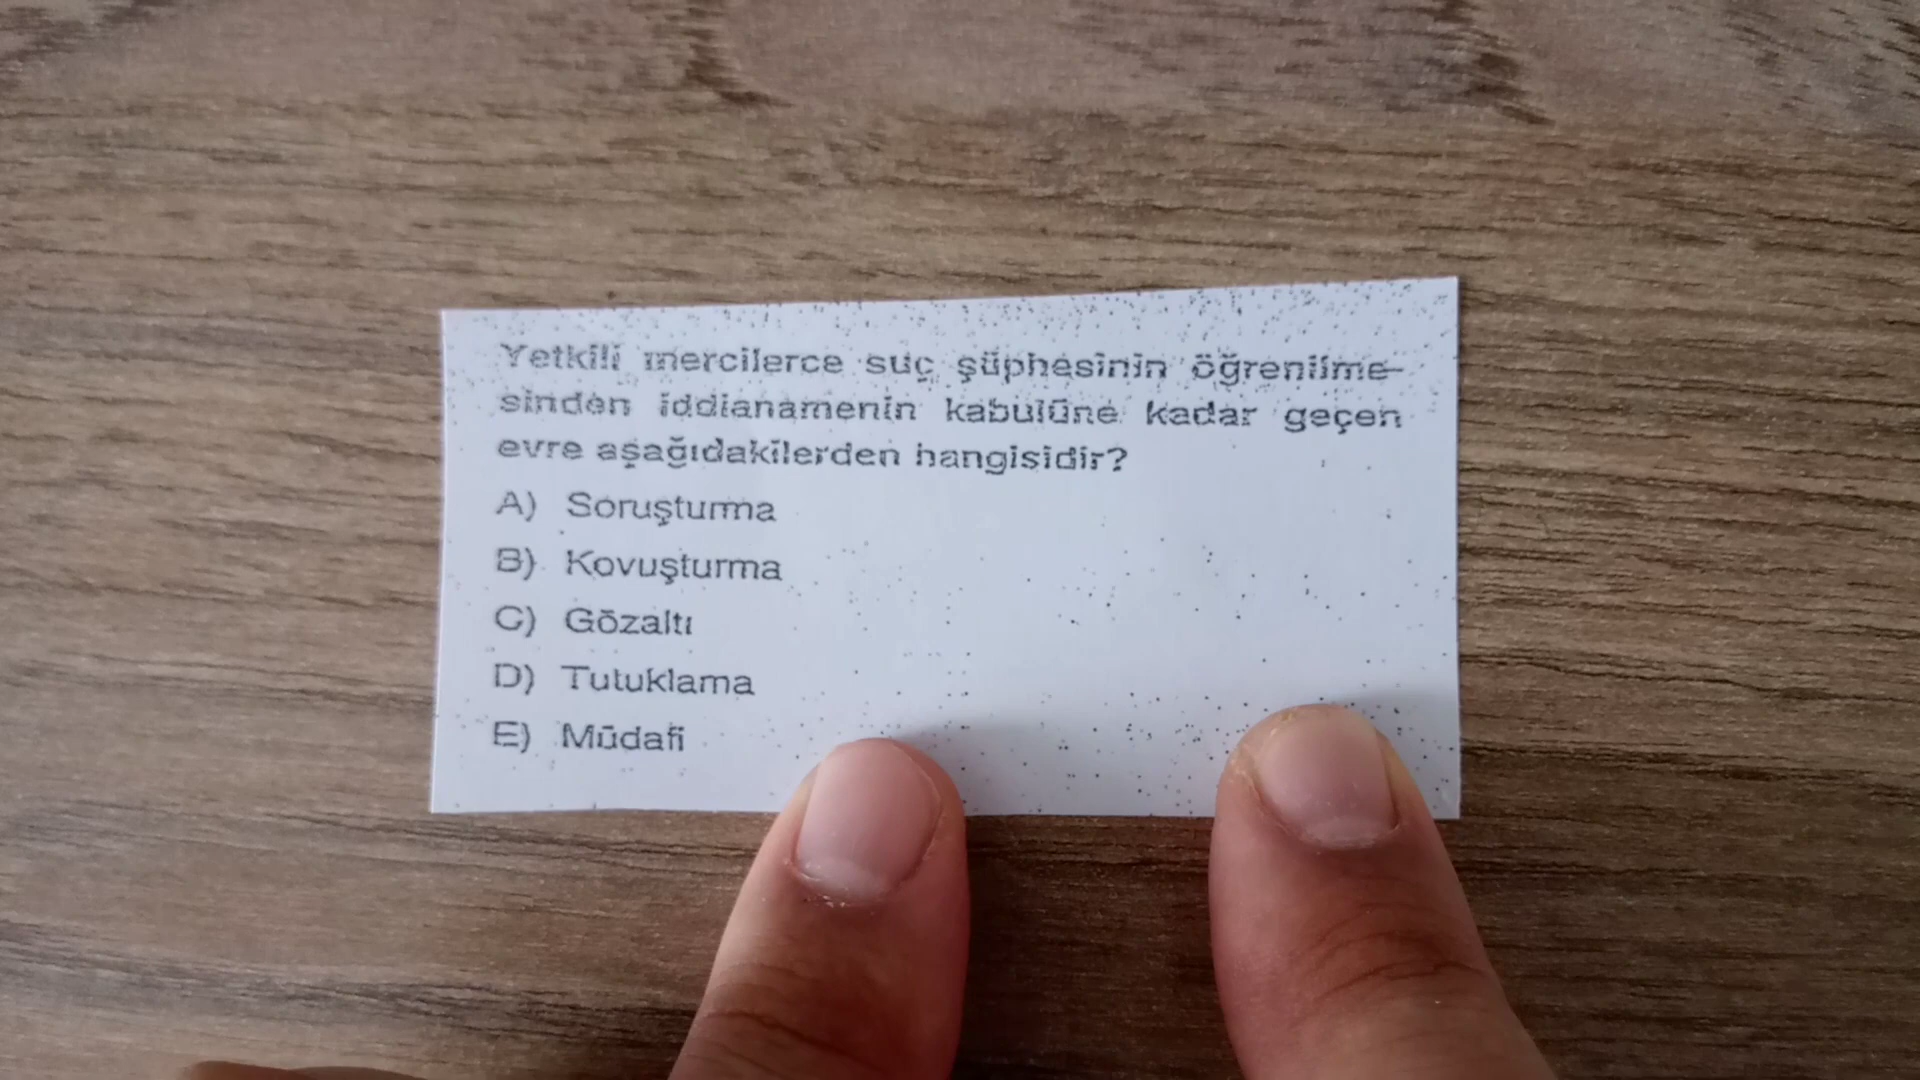 Yetkili mercilerce suç şüphesinin öğrenilme-
sinden iddianamenin kabulüne kadar geçen
evre aşağıdakilerden hangisidir?
A) Soruşturma
B) Kovuşturma
C) Gözaltı
D) Tutuklama
E) Müdafi